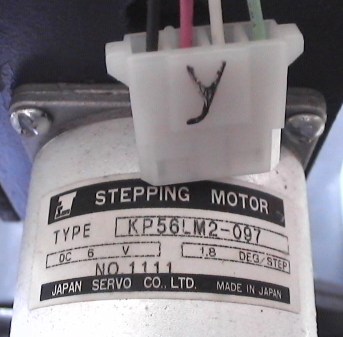 y
STEPPING MOTOR
TYPE KP56LM2-097
DC 6 V 1.8 DEG/STEP
NO.1111
JAPAN SERVO CO., LTD. MADE IN JAPAN